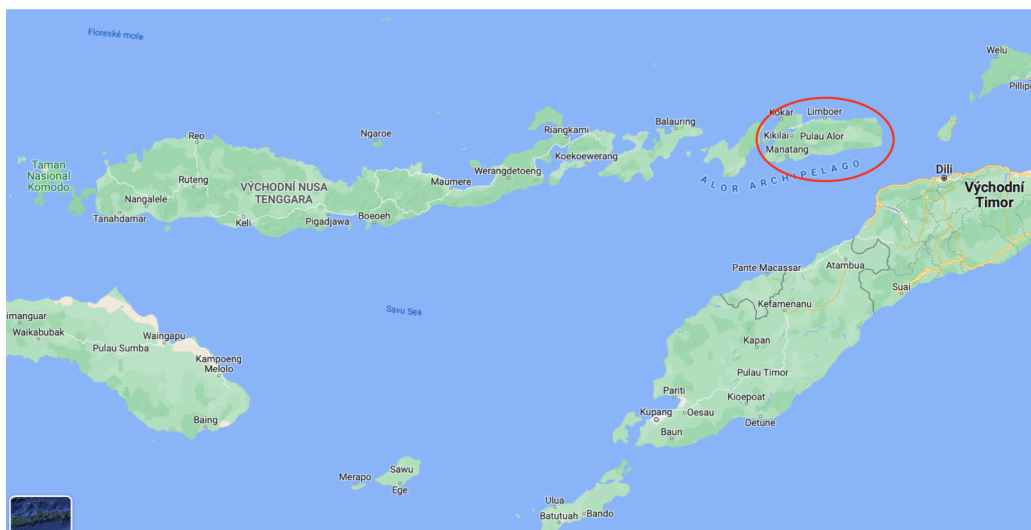 Floreské moře
Welu
Pillipu
Kokar
Limboer
Balauring
Kikilai
Pulau Alor
Riangkami
Ngaroe
Reo
Manatang
Koekoewerang
ALOR ARCHIPELAGO
Taman
Nasional
Komodo
Dili
Werangdetoeng
Ruteng
VÝCHODNÍ NUSA
TENGGARA
Maumere
Východní
Timor
Nangalele
Tanahdamar
Keli
Pigadjawa
Boeoeh
Pante Macassar
Atambua
Suai
Kefamenanu
Savu Sea
imanguar
Waikabubak
Waingapu
Pulau Sumba
Kapan
Kampoeng
Melolo
Pulau Timor
Pariti
Kioepoat
Kupang
Oesau
Baing
Oetune
Baun
Sawu
Merapo
Ege
Ulua
Bando
Batutuah